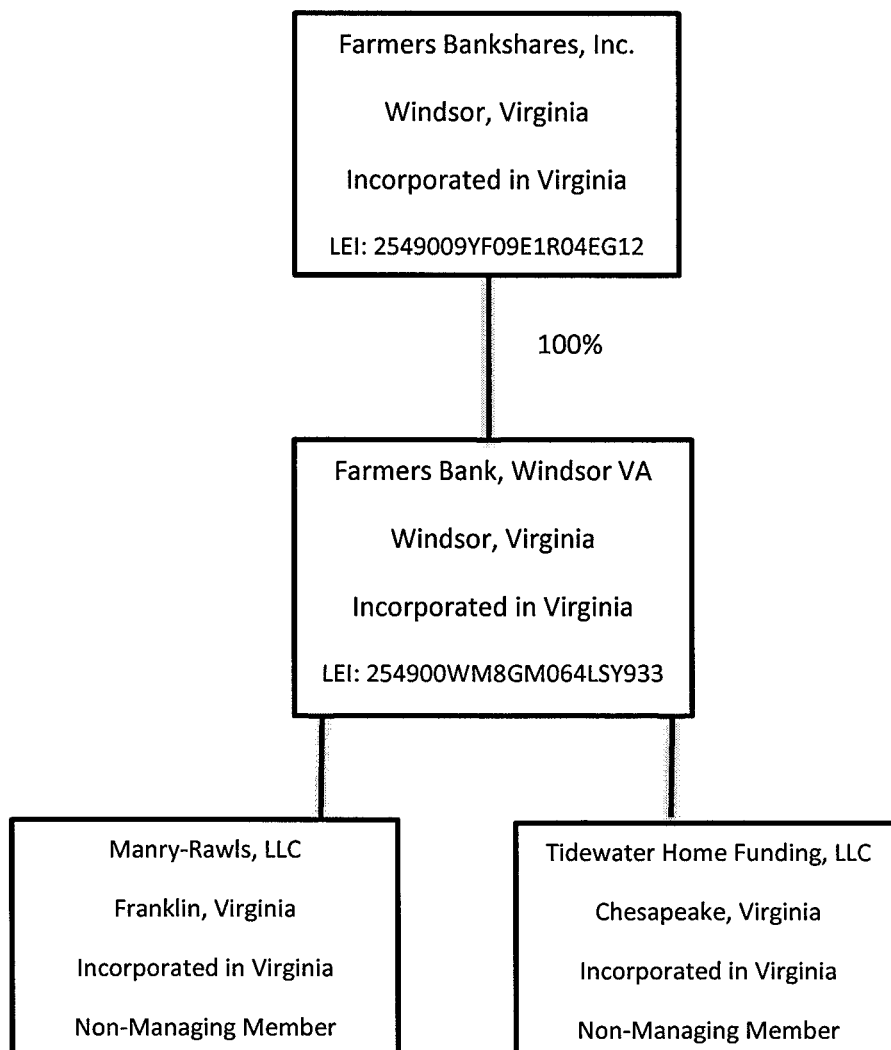 Farmers Bankshares, Inc.
Windsor, Virginia
Incorporated in Virginia
LEI: 2549009YF09E1R04EG12
100%
Farmers Bank, Windsor VA
Windsor, Virginia
Incorporated in Virginia
LEI: 254900WM8GM064LSY933
Manry-Rawls, LLC
Franklin, Virginia
Incorporated in Virginia
Non-Managing Member
Tidewater Home Funding, LLC
Chesapeake, Virginia
Incorporated in Virginia
Non-Managing Member